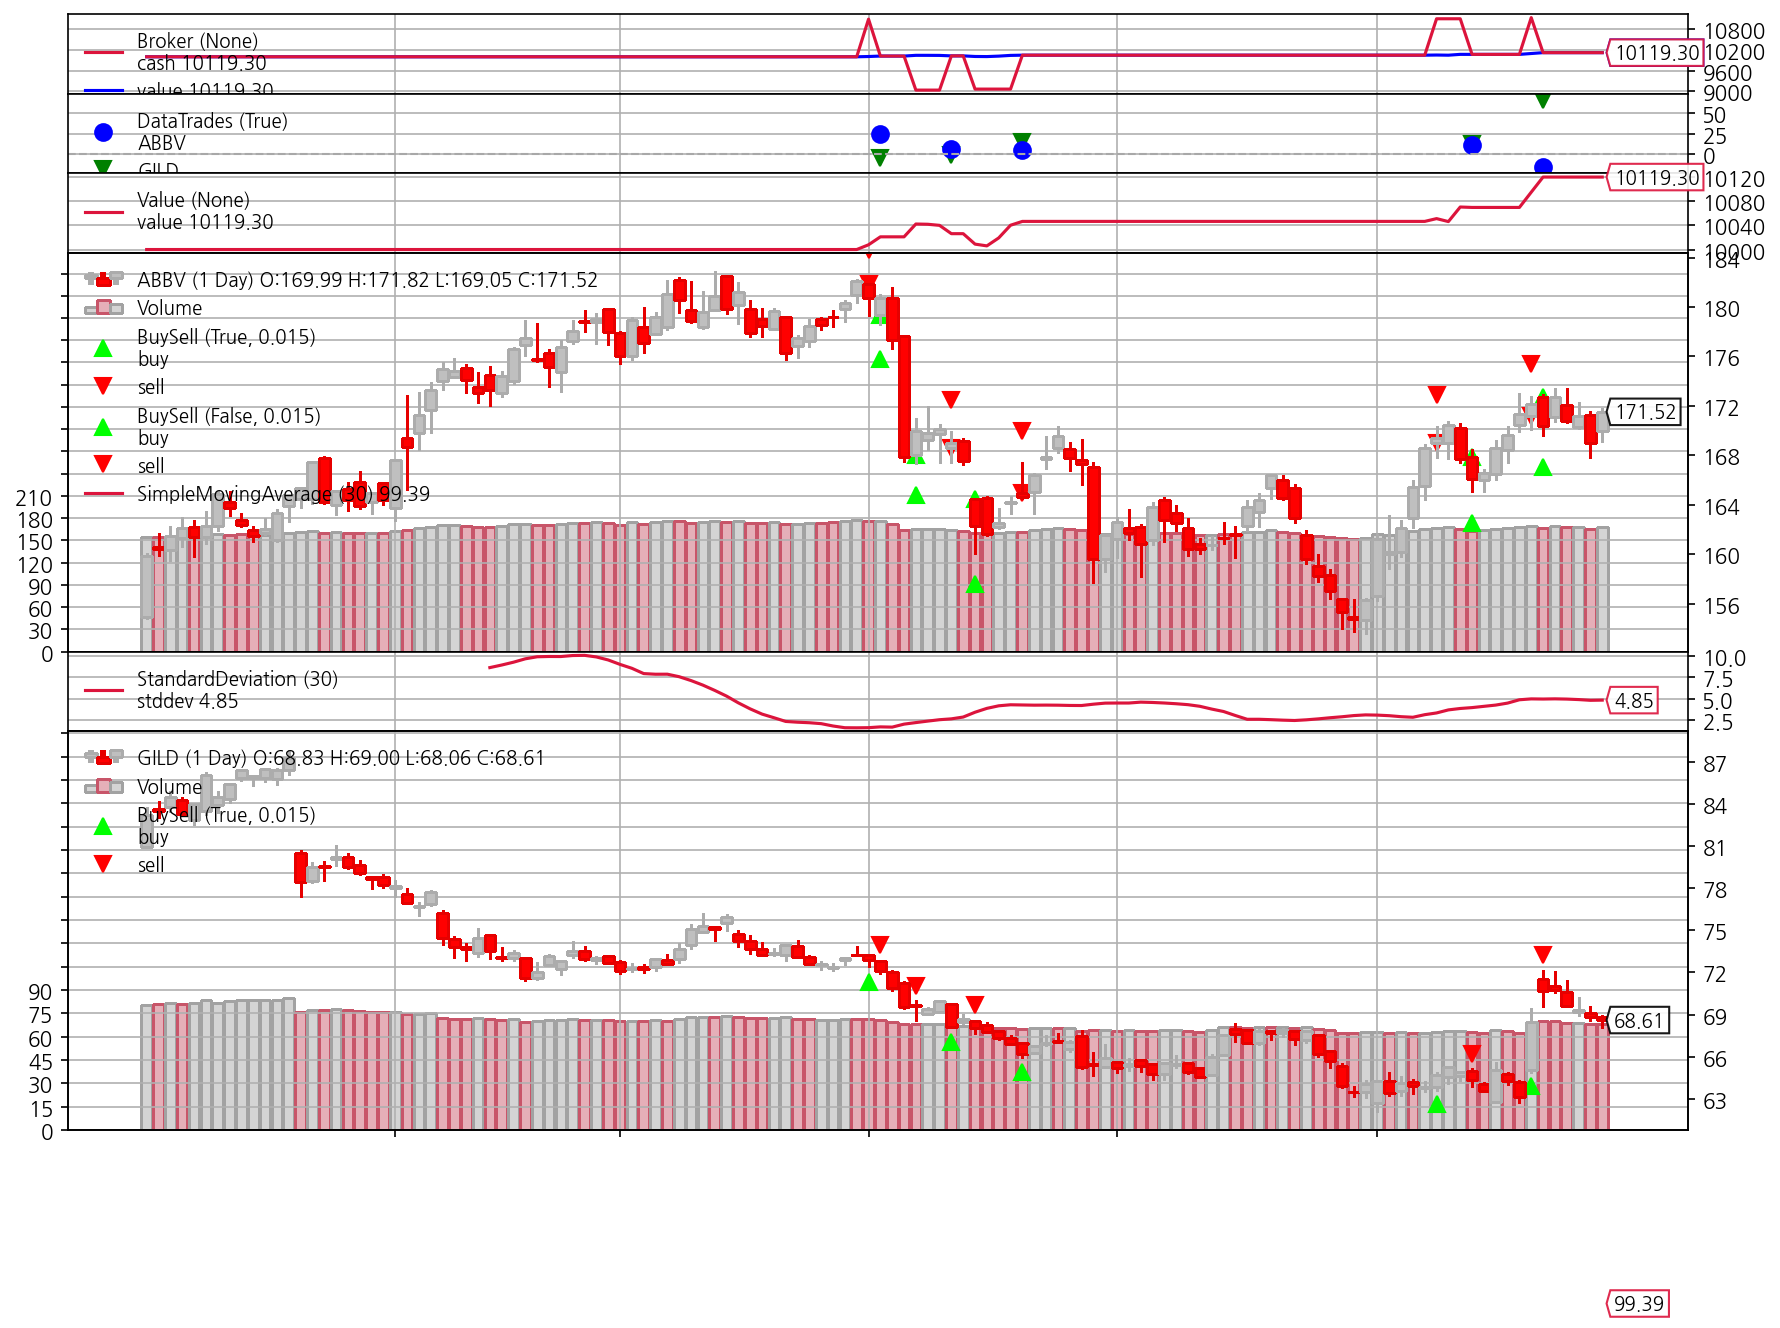 Broker (None)
cash 10119.30
value 10119.30
10800
10200
10119.30
9600
9000
DataTrades (True)
ABBV
GILD
50
25
0
Value (None)
value 10119.30
10119.30
10120
10080
10040
10000
ABBV (1 Day) O:169.99 H:171.82 L:169.05 C:171.52
Volume
BuySell (True, 0.015)
buy
sell
BuySell (False, 0.015)
buy
sell
SimpleMovingAverage (30) 99.39
184
180
176
172
171.52
168
164
160
156
210
180
150
120
90
60
30
0
StandardDeviation (30)
stddev 4.85
10.0
7.5
5.0
4.85
2.5
GILD (1 Day) O:68.83 H:69.00 L:68.06 C:68.61
Volume
BuySell (True, 0.015)
buy
sell
87
84
81
78
75
72
69
68.61
66
63
90
75
60
45
30
15
0
99.39